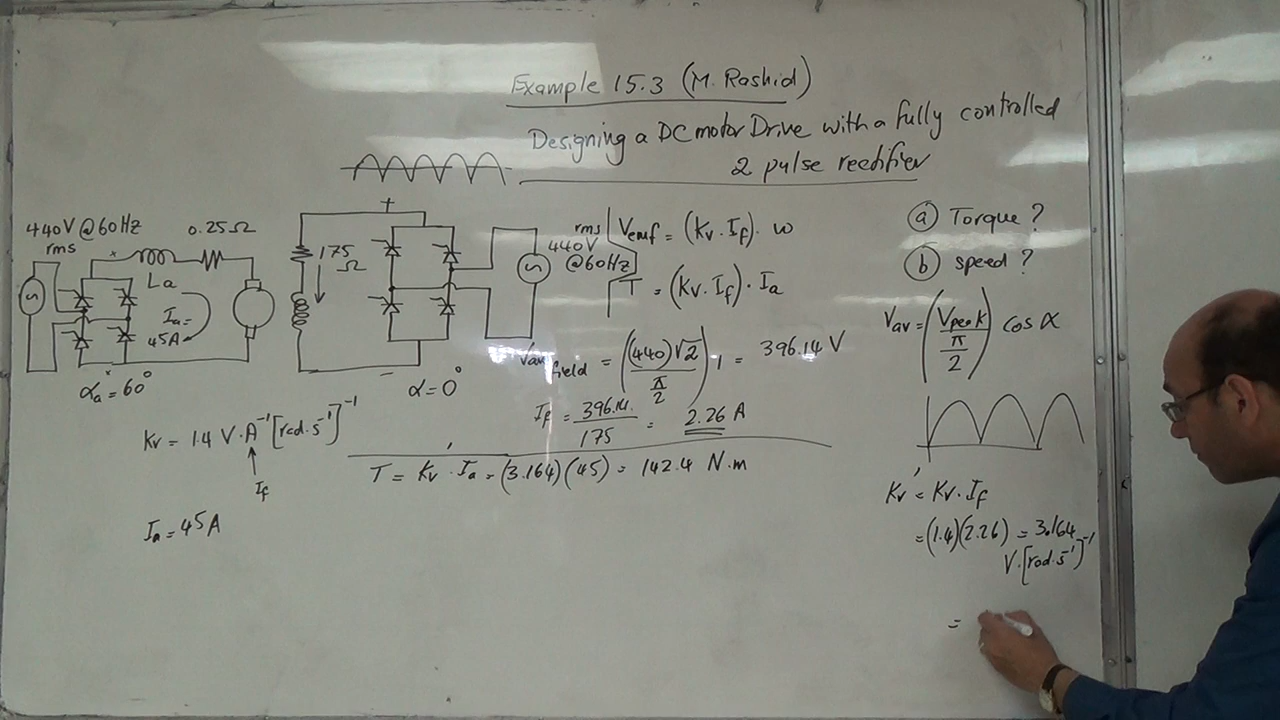 Example 15.3 (M. Rashid)
Designing a DC motor Drive with a fully controlled
2 pulse rectifier
440V @ 60Hz
rms
0.25Ω
La
Ia =
45A
αa = 60°
+
175
Ω
-
α = 0°
rms
440V
@60Hz
Vemf = (Kv · If) · ω
T = (Kv · If) · Ia
Vav field = ((440)√2 / (π/2)) · 1 = 396.14 V
If = 396.14 / 175 = 2.26 A
ⓐ Torque?
ⓑ speed?
Vav = (Vpeak / (π/2)) cos α
Kv = 1.4 V·A⁻¹[rad·s⁻¹]⁻¹
If
Ia = 45A
T = Kv' · Ia = (3.164)(45) = 142.4 N·m
Kv' = Kv · If
= (1.4)(2.26) = 3.164
V·[rad·s⁻¹]⁻¹
=